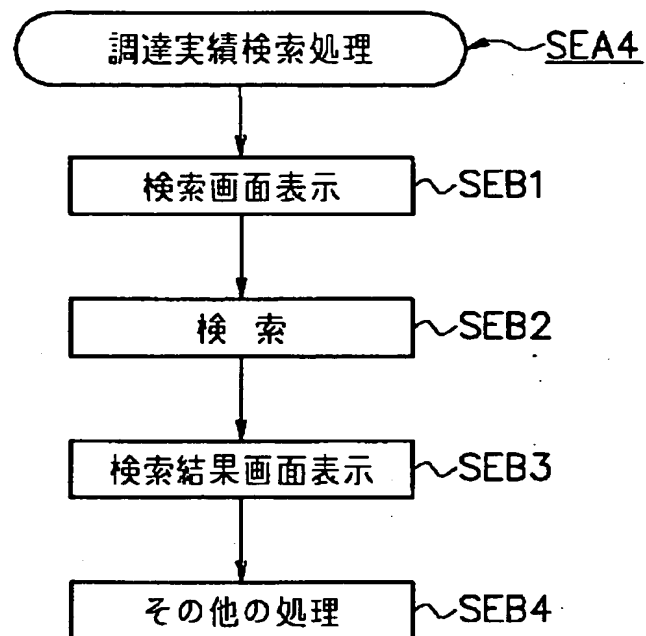 調達実績検索処理 SEA4
検索画面表示 SEB1
検 索 SEB2
検索結果画面表示 SEB3
その他の処理 SEB4